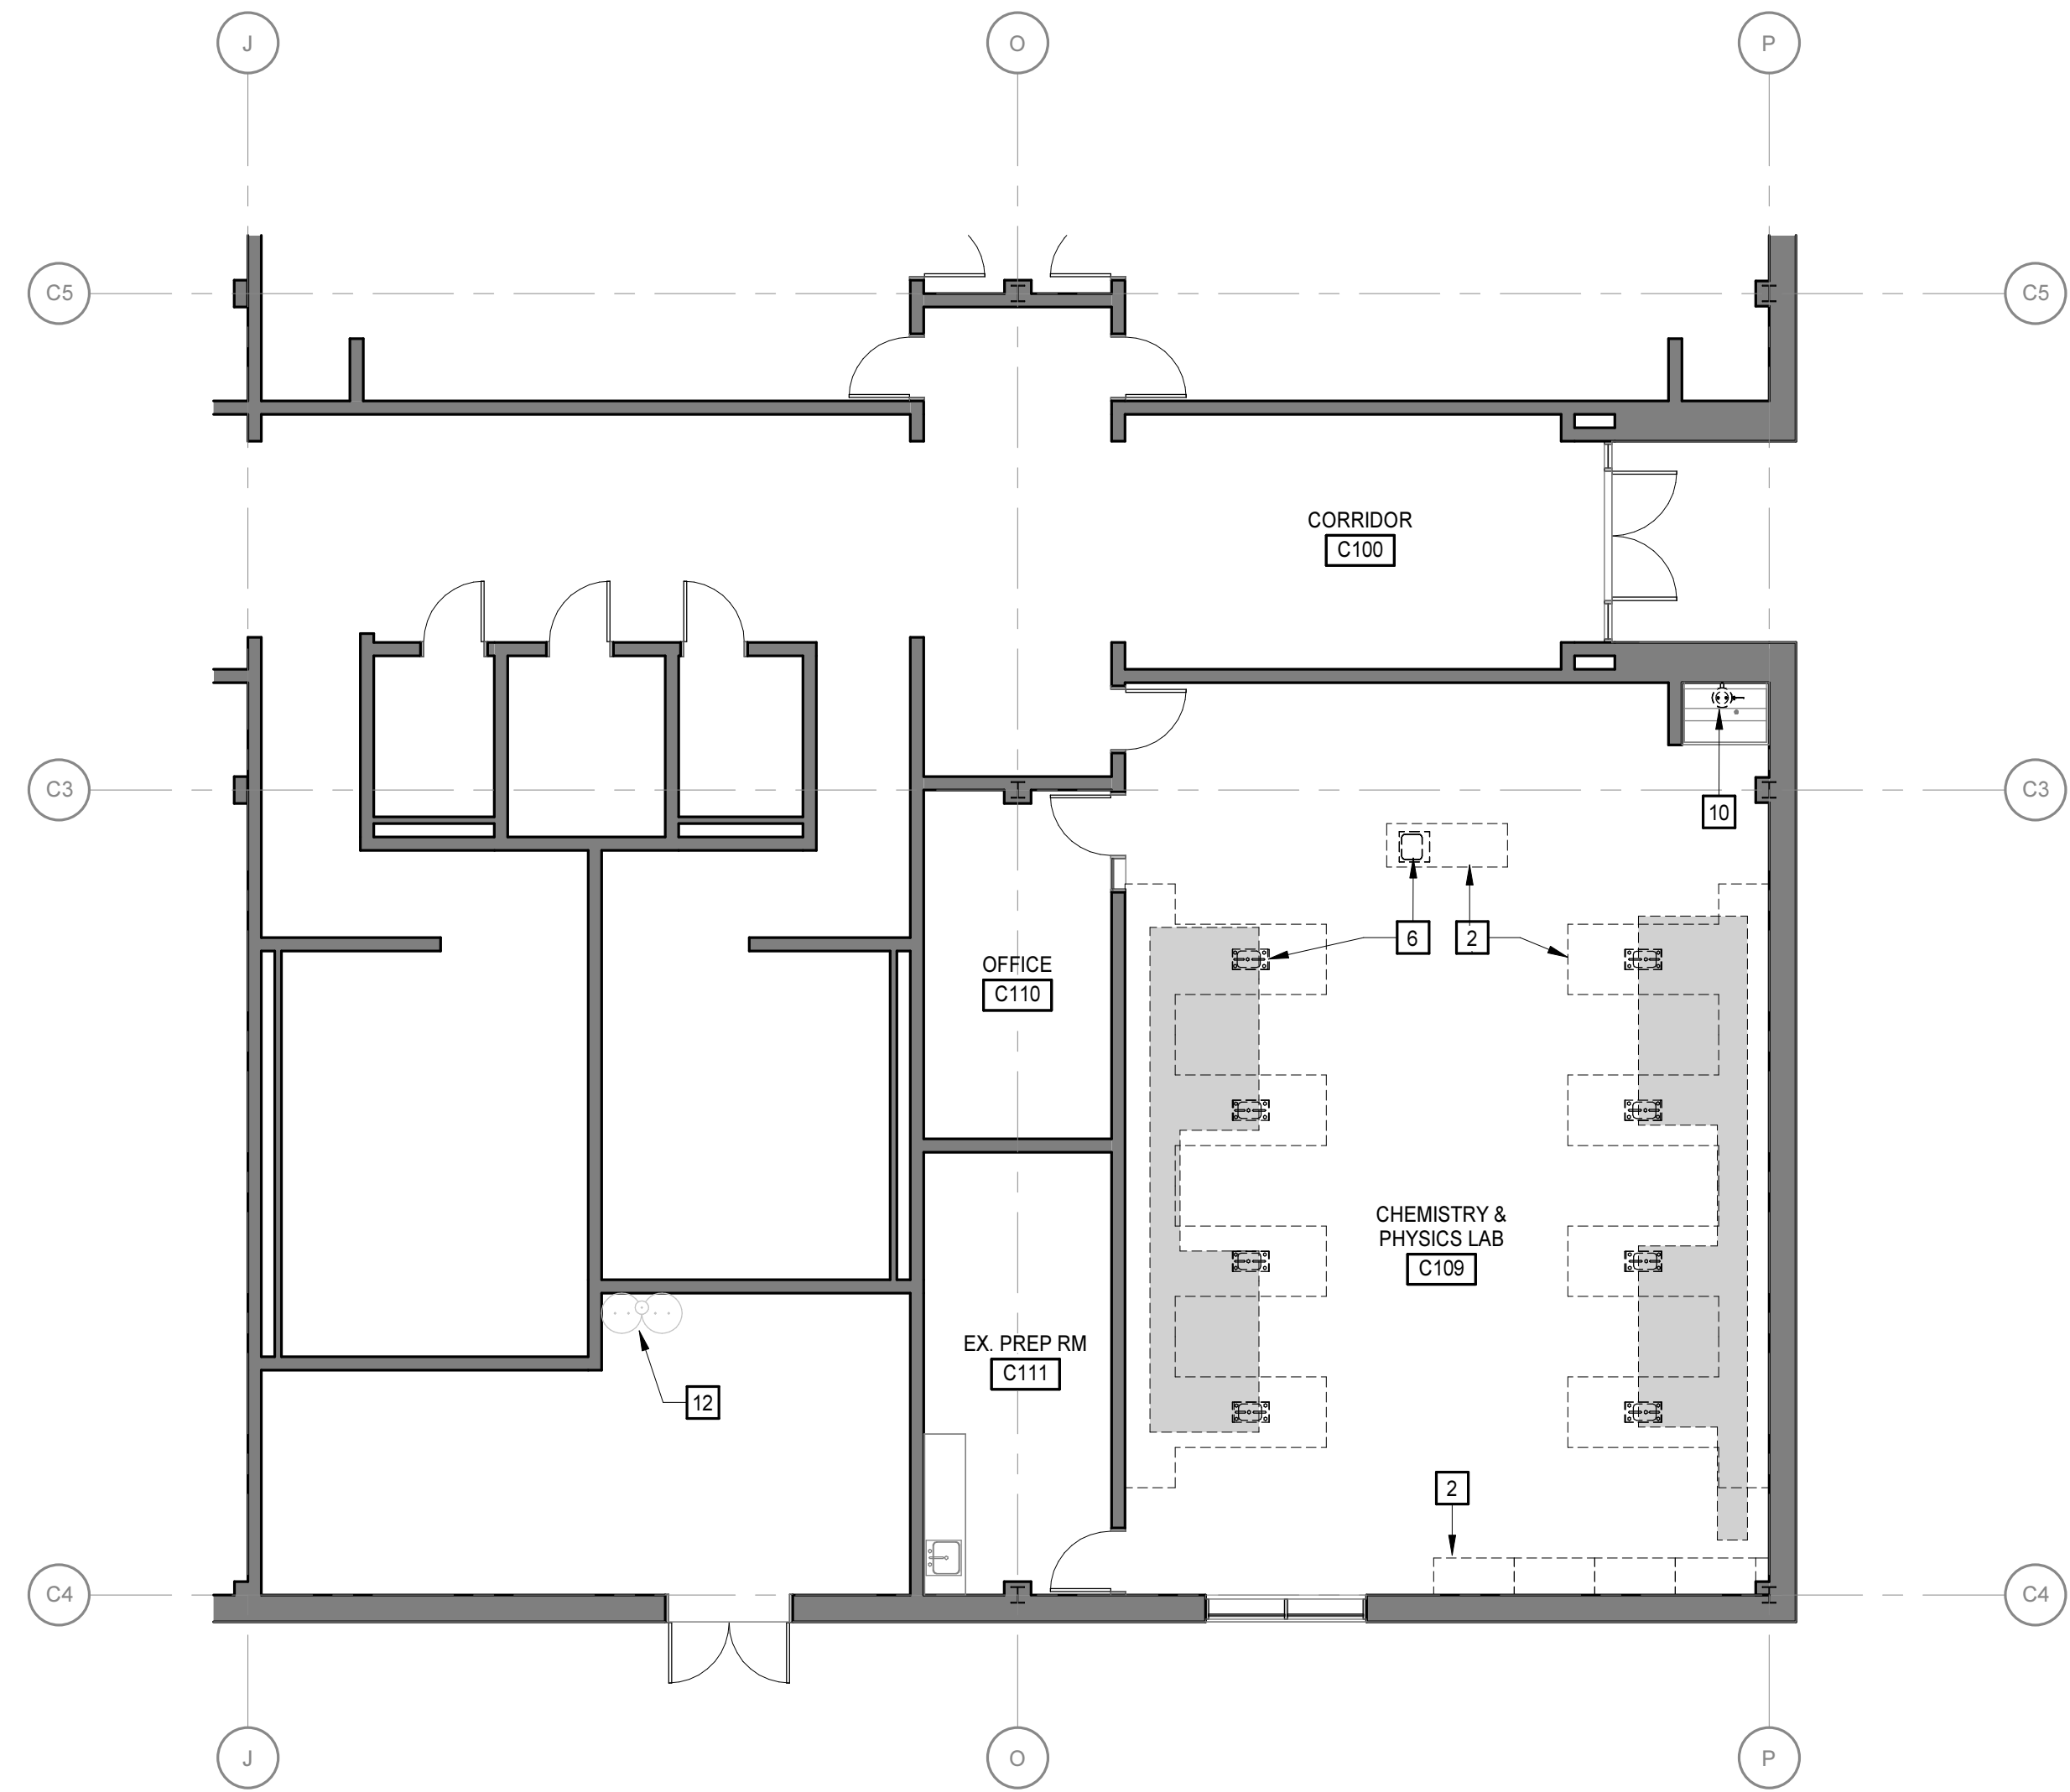 J
O
P
C5
C5
CORRIDOR
C100
C3
C3
10
6
2
OFFICE
C110
CHEMISTRY &
PHYSICS LAB
C109
EX. PREP RM
C111
12
2
C4
C4
J
O
P